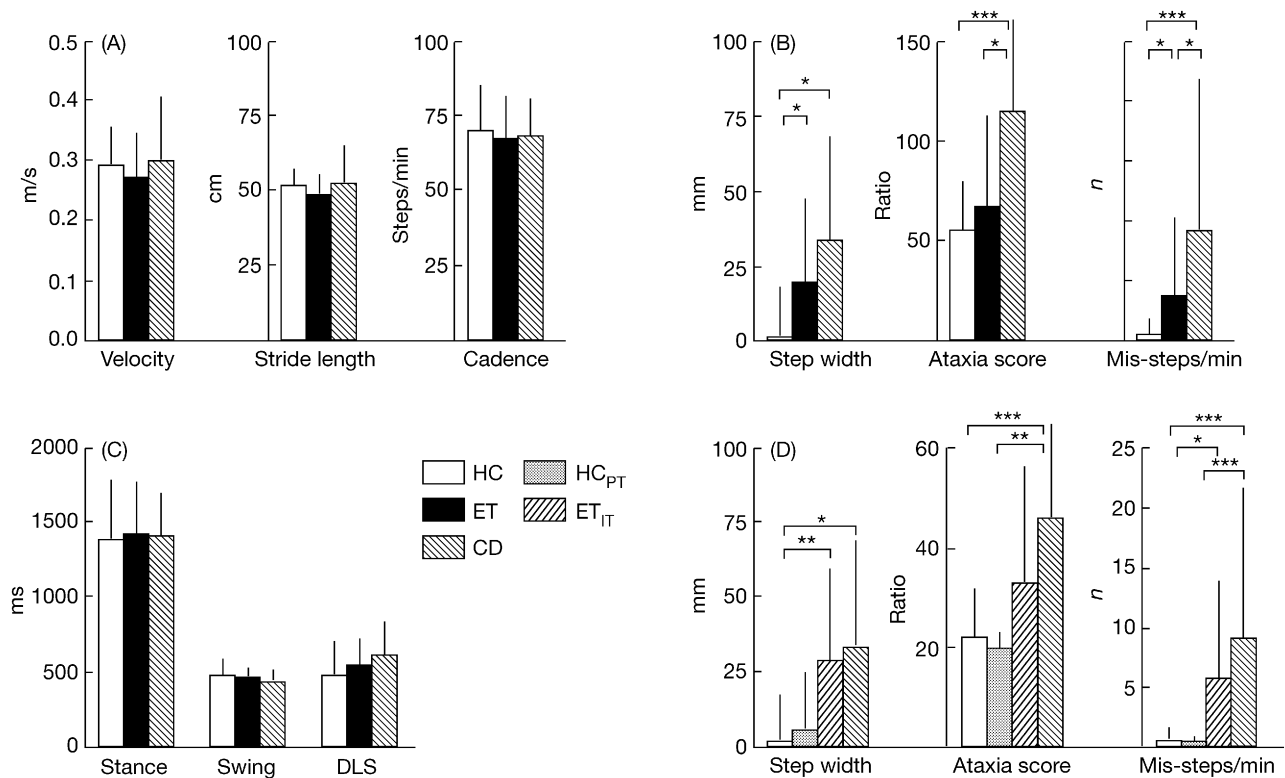 (A)
0.5
0.4
0.3
0.2
0.1
0.0
m/s
Velocity
100
75
50
25
cm
Stride length
100
75
50
25
Steps/min
Cadence
(B)
100
75
50
25
0
mm
* *
Step width
150
100
50
Ratio
*** *
Ataxia score
n
*** * *
Mis-steps/min
(C)
2000
1500
1000
500
0
ms
Stance Swing DLS
HC HCPT
ET ETIT
CD
(D)
100
75
50
25
0
mm
* **
Step width
60
40
20
Ratio
*** **
Ataxia score
25
20
15
10
5
n
*** * ***
Mis-steps/min